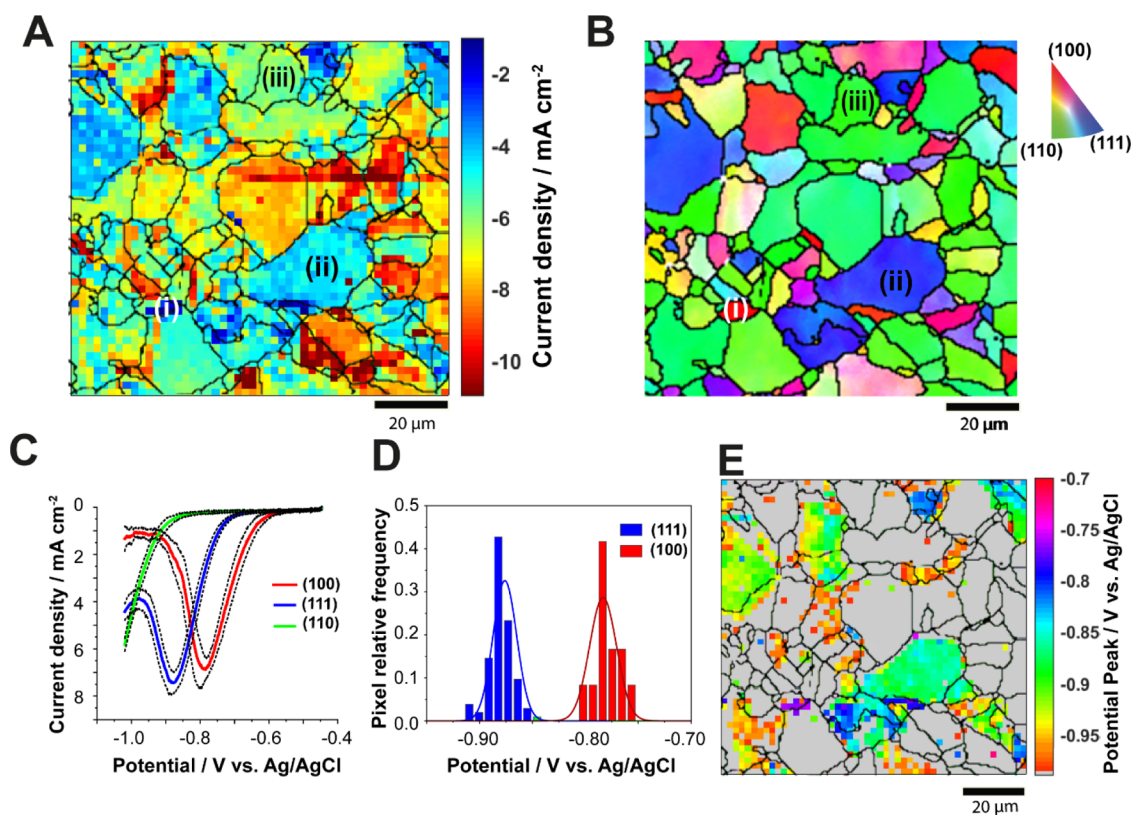 A
(iii)
(ii)
(i)
-2
-4
-6
-8
-10
Current density / mA cm⁻²
20 µm
B
(iii)
(ii)
(i)
(100)
(110)
(111)
20 µm
C
0
2
4
6
8
-1.0
-0.8
-0.6
-0.4
Current density / mA cm⁻²
Potential / V vs. Ag/AgCl
(100)
(111)
(110)
D
0.5
0.4
0.3
0.2
0.1
0.0
-0.90
-0.80
-0.70
Pixel relative frequency
Potential / V vs. Ag/AgCl
(111)
(100)
E
-0.7
-0.75
-0.8
-0.85
-0.9
-0.95
Potential Peak / V vs. Ag/AgCl
20 µm